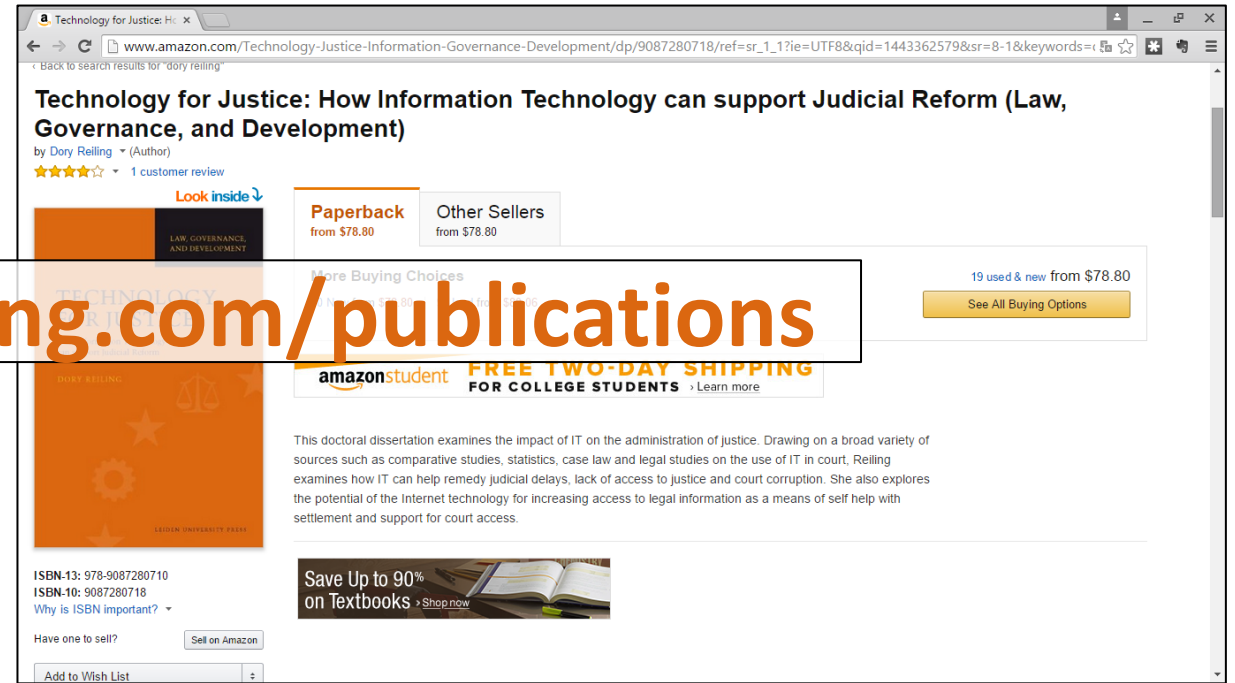 Technology for Justice: Ho
www.amazon.com/Technology-Justice-Information-Governance-Development/dp/9087280718/ref=sr_1_1?ie=UTF8&qid=1443362579&sr=8-1&keywords=
‹ Back to search results for "dory reiling"
Technology for Justice: How Information Technology can support Judicial Reform (Law,
Governance, and Development)
by Dory Reiling (Author)
1 customer review
Look inside
LAW, GOVERNANCE,
AND DEVELOPMENT
TECHNOLOGY
FOR JUSTICE
DORY REILING
LEIDEN UNIVERSITY PRESS
Paperback
from $78.80
Other Sellers
from $78.80
More Buying Choices
19 used & new from $78.80
See All Buying Options
ng.com/publications
amazonstudent FREE TWO-DAY SHIPPING
FOR COLLEGE STUDENTS › Learn more
This doctoral dissertation examines the impact of IT on the administration of justice. Drawing on a broad variety of
sources such as comparative studies, statistics, case law and legal studies on the use of IT in court, Reiling
examines how IT can help remedy judicial delays, lack of access to justice and court corruption. She also explores
the potential of the Internet technology for increasing access to legal information as a means of self help with
settlement and support for court access.
Save Up to 90%
on Textbooks › Shop now
ISBN-13: 978-9087280710
ISBN-10: 9087280718
Why is ISBN important?
Have one to sell?
Sell on Amazon
Add to Wish List